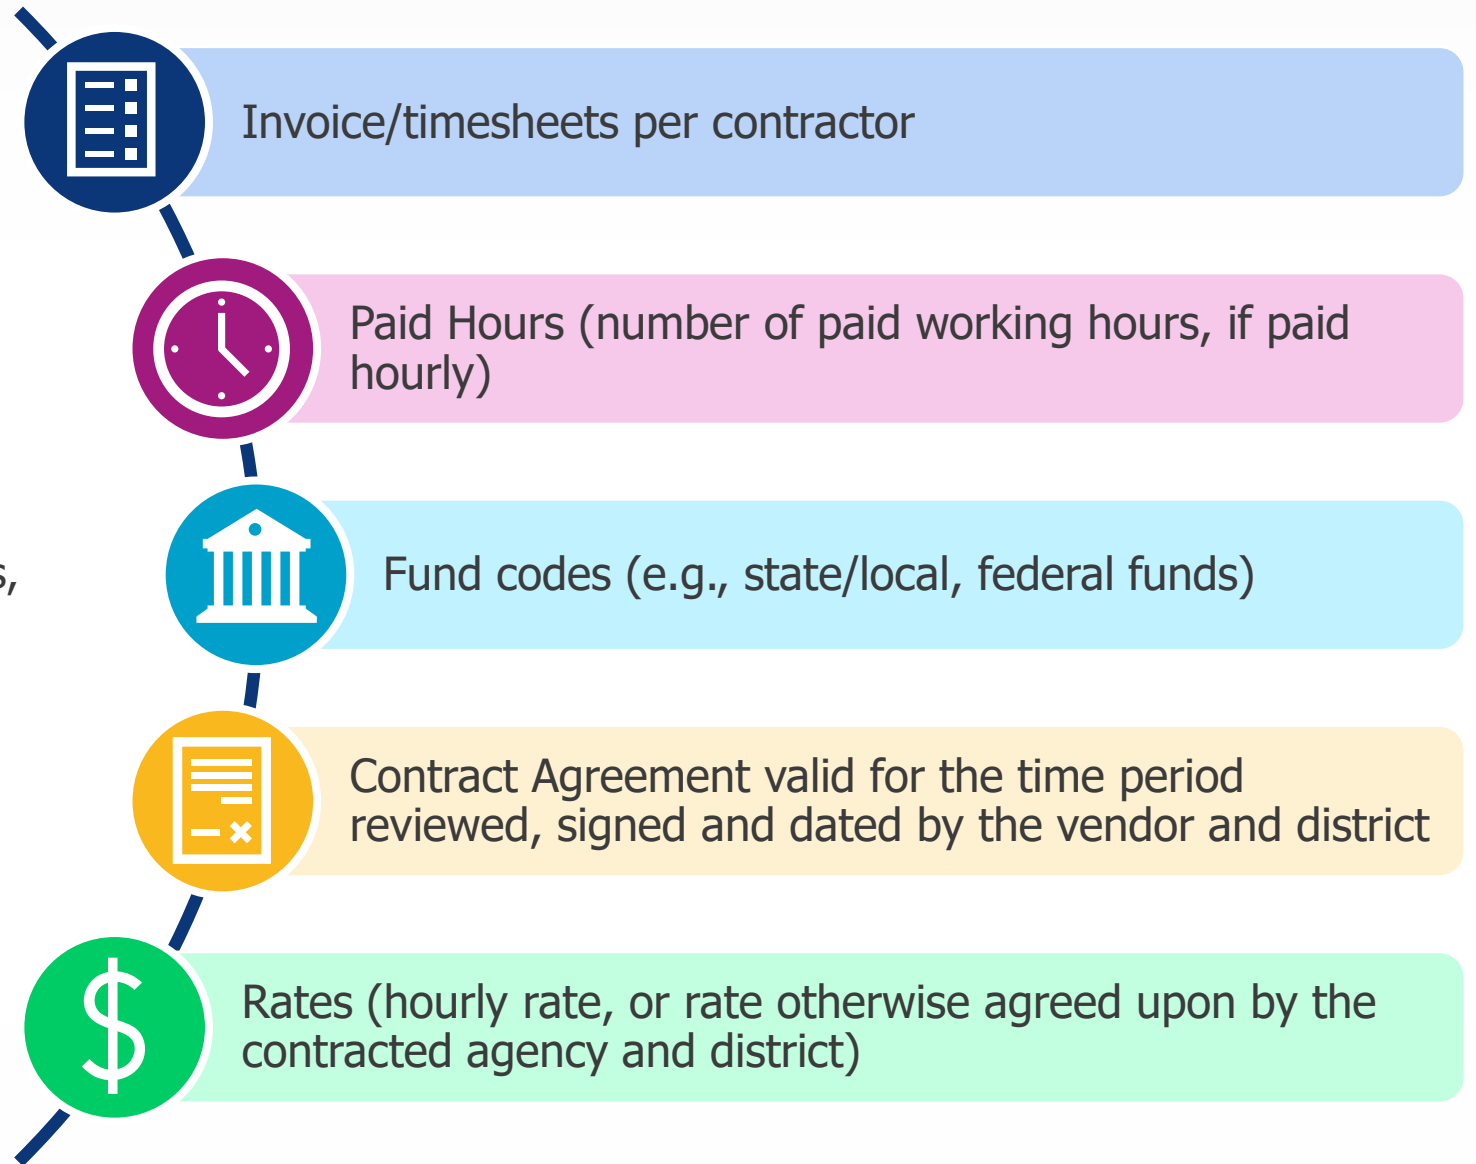 Invoice/timesheets per contractor
Paid Hours (number of paid working hours, if paid
hourly)
Fund codes (e.g., state/local, federal funds)
Contract Agreement valid for the time period
reviewed, signed and dated by the vendor and district
Rates (hourly rate, or rate otherwise agreed upon by the
contracted agency and district)